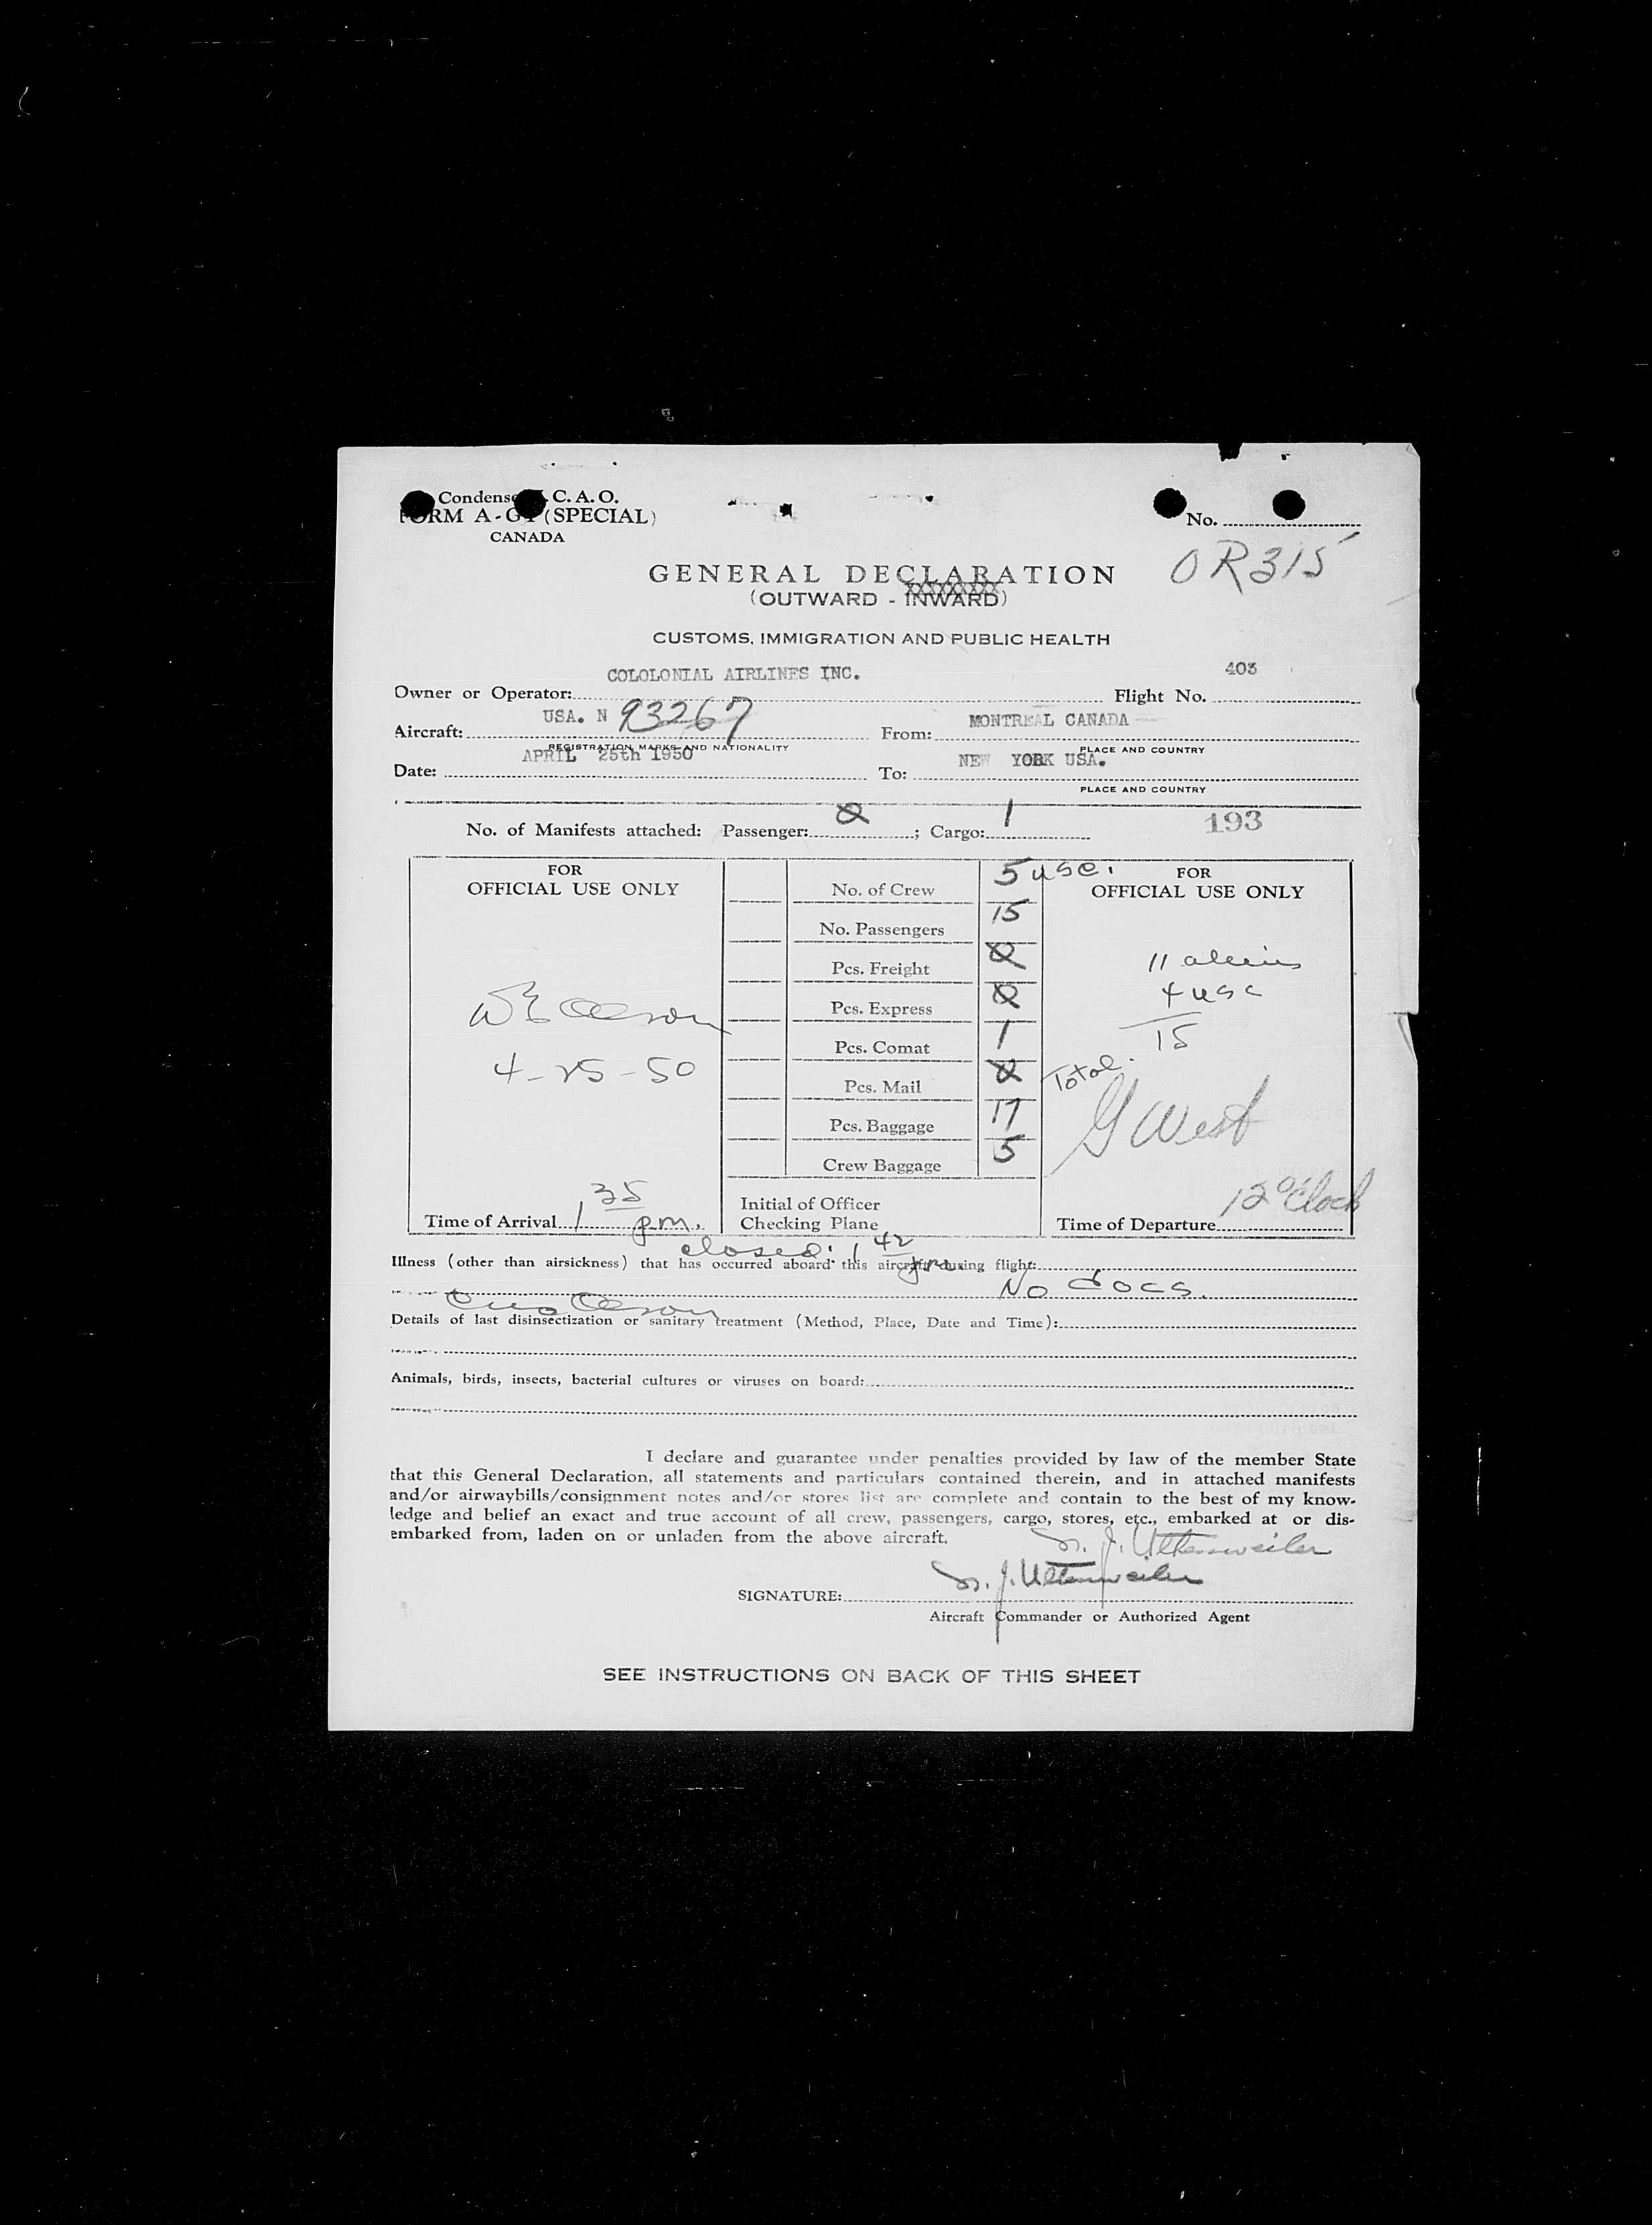 Condense C. A. O.
FORM A-G1 (SPECIAL)
CANADA
No.
OR315
GENERAL DECLARATION
(OUTWARD - INWARD)
XXXXXXXX
CUSTOMS, IMMIGRATION AND PUBLIC HEALTH
Owner or Operator: COLOLONIAL AIRLINES INC. Flight No. 403
Aircraft: USA. N 93267 From: MONTREAL CANADA
REGISTRATION MARKS AND NATIONALITY PLACE AND COUNTRY
Date: APRIL 25th 1950 To: NEW YORK USA.
PLACE AND COUNTRY
No. of Manifests attached: Passenger: 0; Cargo: 1
193
FOR
OFFICIAL USE ONLY
W E Olson
4-25-50
Time of Arrival 1 35 p.m.
No. of Crew 5 usc.
No. Passengers 15
Pcs. Freight 0
Pcs. Express 0
Pcs. Comat 1
Pcs. Mail 0
Pcs. Baggage 17
Crew Baggage 5
Initial of Officer
Checking Plane
FOR
OFFICIAL USE ONLY
11 aliens
4 usc
15
Total
G West
Time of Departure 12 o'Clock
closed: 1 42 pm.
Illness (other than airsickness) that has occurred aboard this aircraft during flight:
No docs.
Olson
Details of last disinsectization or sanitary treatment (Method, Place, Date and Time):
Animals, birds, insects, bacterial cultures or viruses on board:
I declare and guarantee under penalties provided by law of the member State
that this General Declaration, all statements and particulars contained therein, and in attached manifests
and/or airwaybills/consignment notes and/or stores list are complete and contain to the best of my know-
ledge and belief an exact and true account of all crew, passengers, cargo, stores, etc., embarked at or dis-
embarked from, laden on or unladen from the above aircraft.
J. Uttenweiler
SIGNATURE: J. Uttenweiler
Aircraft Commander or Authorized Agent
SEE INSTRUCTIONS ON BACK OF THIS SHEET